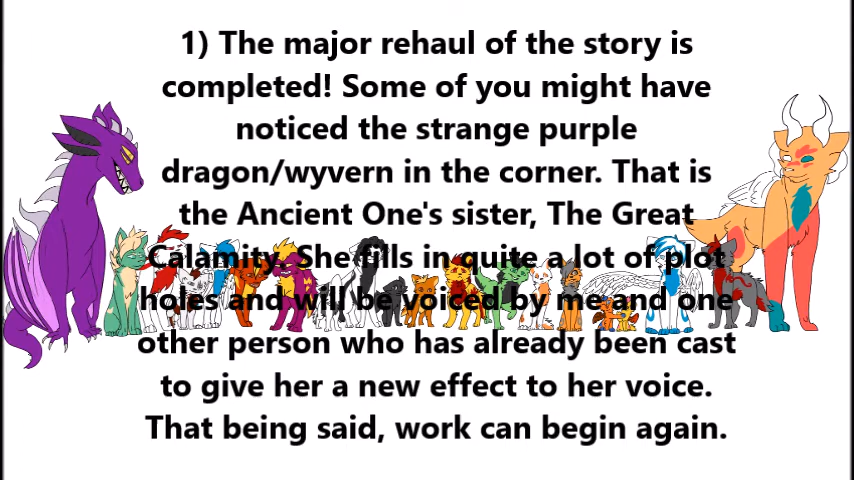 1) The major rehaul of the story is
completed! Some of you might have
noticed the strange purple
dragon/wyvern in the corner. That is
the Ancient One's sister, The Great
Calamity. She fills in quite a lot of plot
holes and will be voiced by me and one
other person who has already been cast
to give her a new effect to her voice.
That being said, work can begin again.